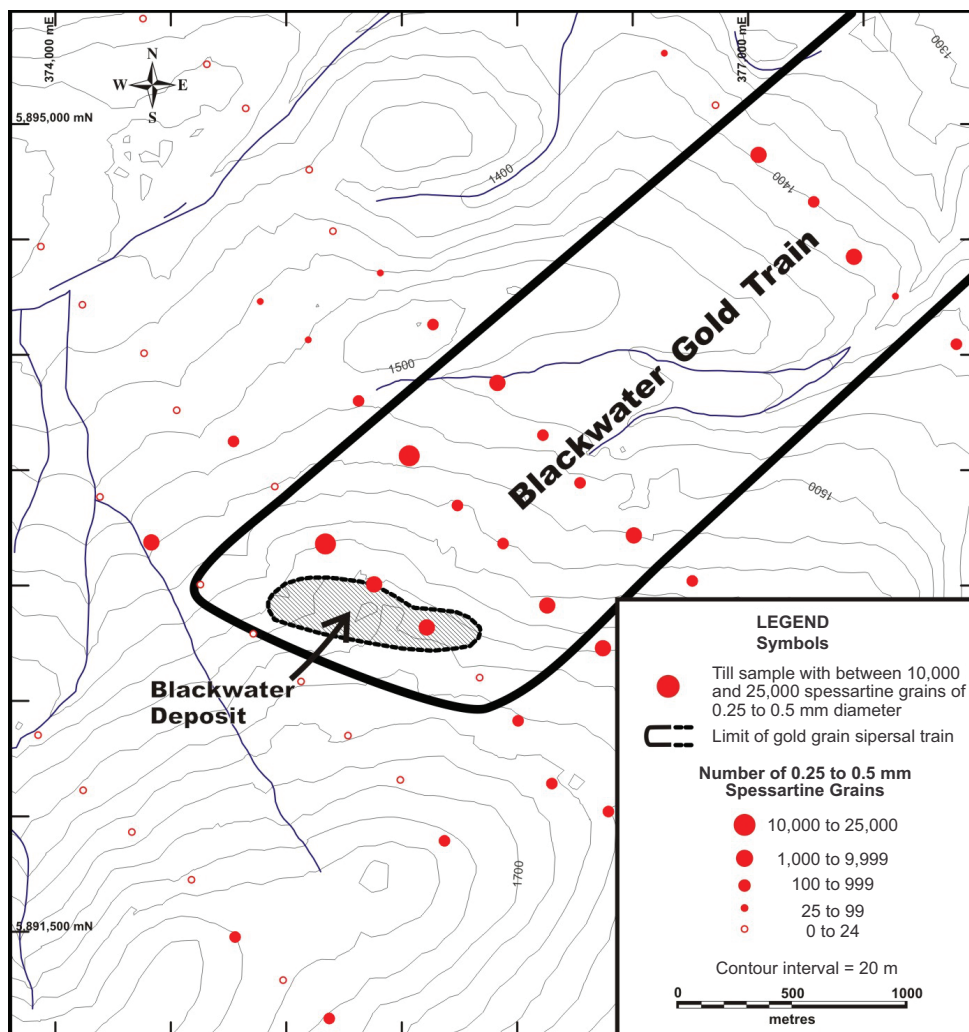 374,000 mE
377,000 mE
1300
N
W E
S
5,895,000 mN
1400
1400
Blackwater Gold Train
1500
1500
Blackwater
Deposit
1700
5,891,500 mN
LEGEND
Symbols
Till sample with between 10,000
and 25,000 spessartine grains of
0.25 to 0.5 mm diameter
Limit of gold grain sipersal train
Number of 0.25 to 0.5 mm
Spessartine Grains
10,000 to 25,000
1,000 to 9,999
100 to 999
25 to 99
0 to 24
Contour interval = 20 m
0 500 1000
metres